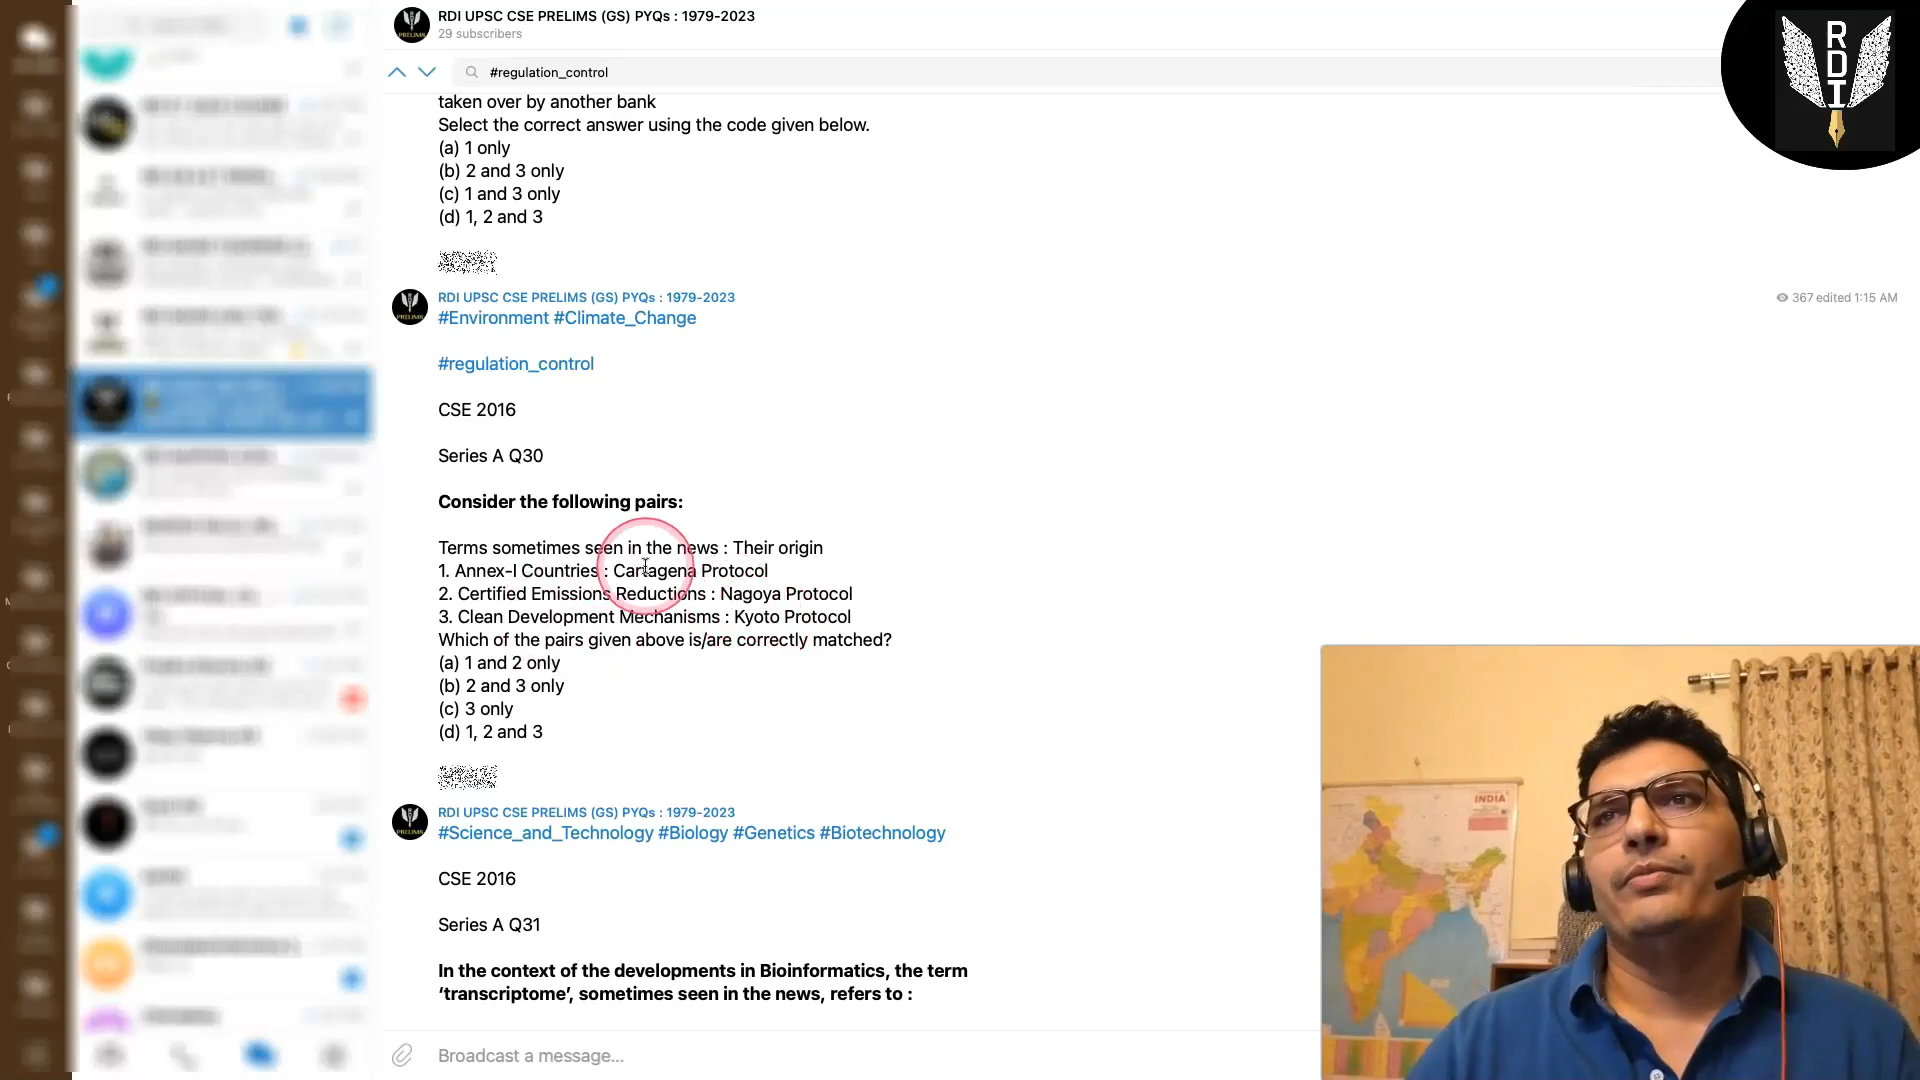 RDI UPSC CSE PRELIMS (GS) PYQs : 1979-2023
29 subscribers
#regulation_control
RDI
taken over by another bank
Select the correct answer using the code given below.
(a) 1 only
(b) 2 and 3 only
(c) 1 and 3 only
(d) 1, 2 and 3
RDI UPSC CSE PRELIMS (GS) PYQs : 1979-2023
367 edited 1:15 AM
#Environment #Climate_Change
#regulation_control
CSE 2016
Series A Q30
Consider the following pairs:
Terms sometimes seen in the news : Their origin
1. Annex-I Countries : Cartagena Protocol
2. Certified Emissions Reductions : Nagoya Protocol
3. Clean Development Mechanisms : Kyoto Protocol
Which of the pairs given above is/are correctly matched?
(a) 1 and 2 only
(b) 2 and 3 only
(c) 3 only
(d) 1, 2 and 3
RDI UPSC CSE PRELIMS (GS) PYQs : 1979-2023
#Science_and_Technology #Biology #Genetics #Biotechnology
CSE 2016
Series A Q31
In the context of the developments in Bioinformatics, the term
‘transcriptome’, sometimes seen in the news, refers to :
Broadcast a message...
INDIA